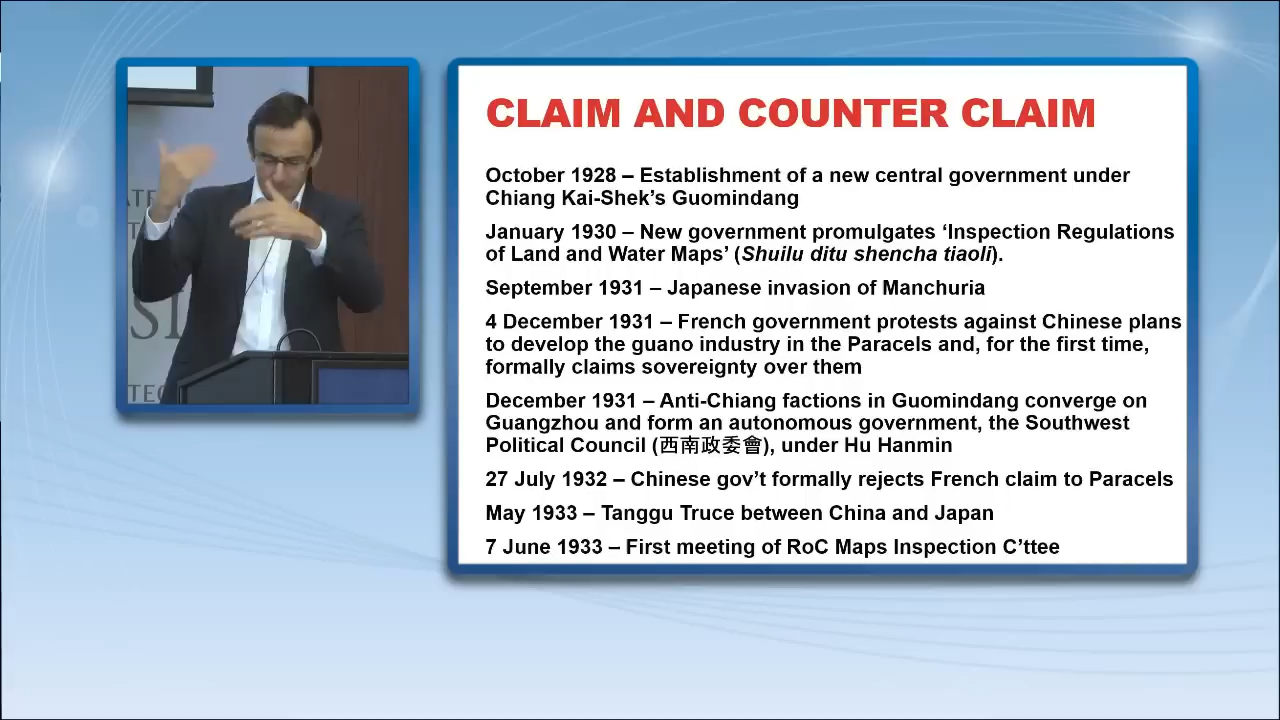 CLAIM AND COUNTER CLAIM
October 1928 – Establishment of a new central government under
Chiang Kai-Shek’s Guomindang
January 1930 – New government promulgates ‘Inspection Regulations
of Land and Water Maps’ (Shuilu ditu shencha tiaoli).
September 1931 – Japanese invasion of Manchuria
4 December 1931 – French government protests against Chinese plans
to develop the guano industry in the Paracels and, for the first time,
formally claims sovereignty over them
December 1931 – Anti-Chiang factions in Guomindang converge on
Guangzhou and form an autonomous government, the Southwest
Political Council (西南政委會), under Hu Hanmin
27 July 1932 – Chinese gov’t formally rejects French claim to Paracels
May 1933 – Tanggu Truce between China and Japan
7 June 1933 – First meeting of RoC Maps Inspection C’ttee